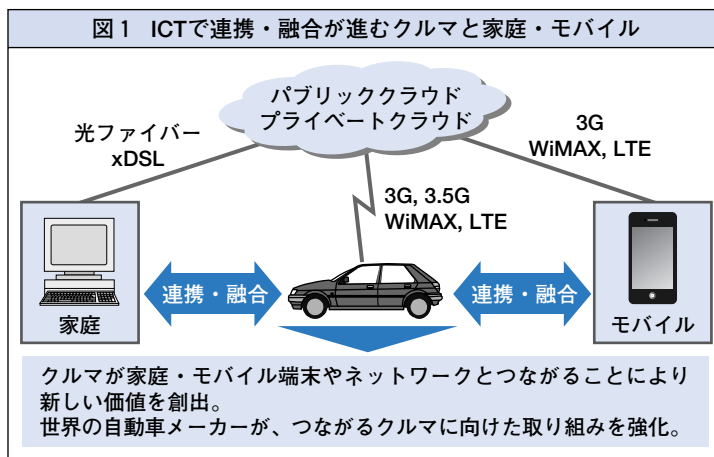 図1 ICTで連携・融合が進むクルマと家庭・モバイル
パブリッククラウド
プライベートクラウド
光ファイバー
xDSL
3G
WiMAX, LTE
3G, 3.5G
WiMAX, LTE
連携・融合
連携・融合
家庭
モバイル
クルマが家庭・モバイル端末やネットワークとつながることにより
新しい価値を創出。
世界の自動車メーカーが、つながるクルマに向けた取り組みを強化。